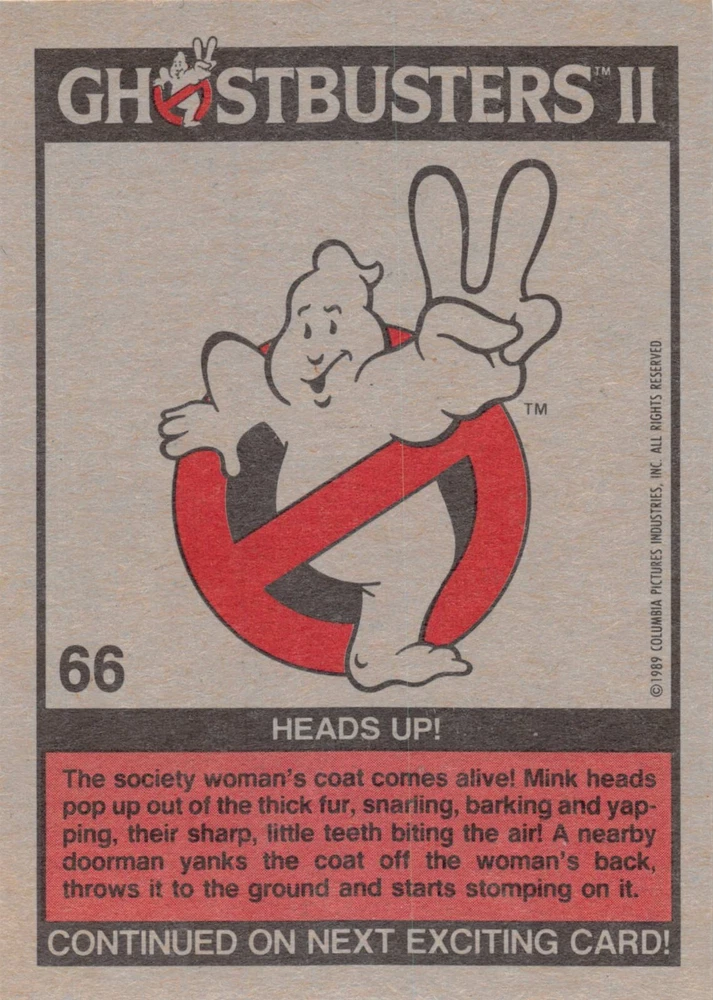 GHOSTBUSTERS™ II
TM
©1989 COLUMBIA PICTURES INDUSTRIES, INC. ALL RIGHTS RESERVED.
66
HEADS UP!
The society woman's coat comes alive! Mink heads
pop up out of the thick fur, snarling, barking and yap-
ping, their sharp, little teeth biting the air! A nearby
doorman yanks the coat off the woman's back,
throws it to the ground and starts stomping on it.
CONTINUED ON NEXT EXCITING CARD!